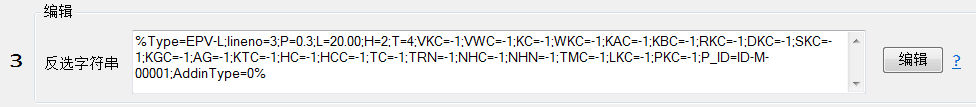 编辑
3
反选字符串
%Type=EPV-L;lineno=3;P=0.3;L=20.00;H=2;T=4;VKC=-1;VWC=-1;KC=-1;WKC=-1;KAC=-1;KBC=-1;RKC=-1;DKC=-1;SKC=-
1;KGC=-1;AG=-1;KTC=-1;HC=-1;HCC=-1;TC=-1;TRN=-1;NHC=-1;NHN=-1;TMC=-1;LKC=-1;PKC=-1;P_ID=ID-M-
00001;AddinType=0%
编辑
?